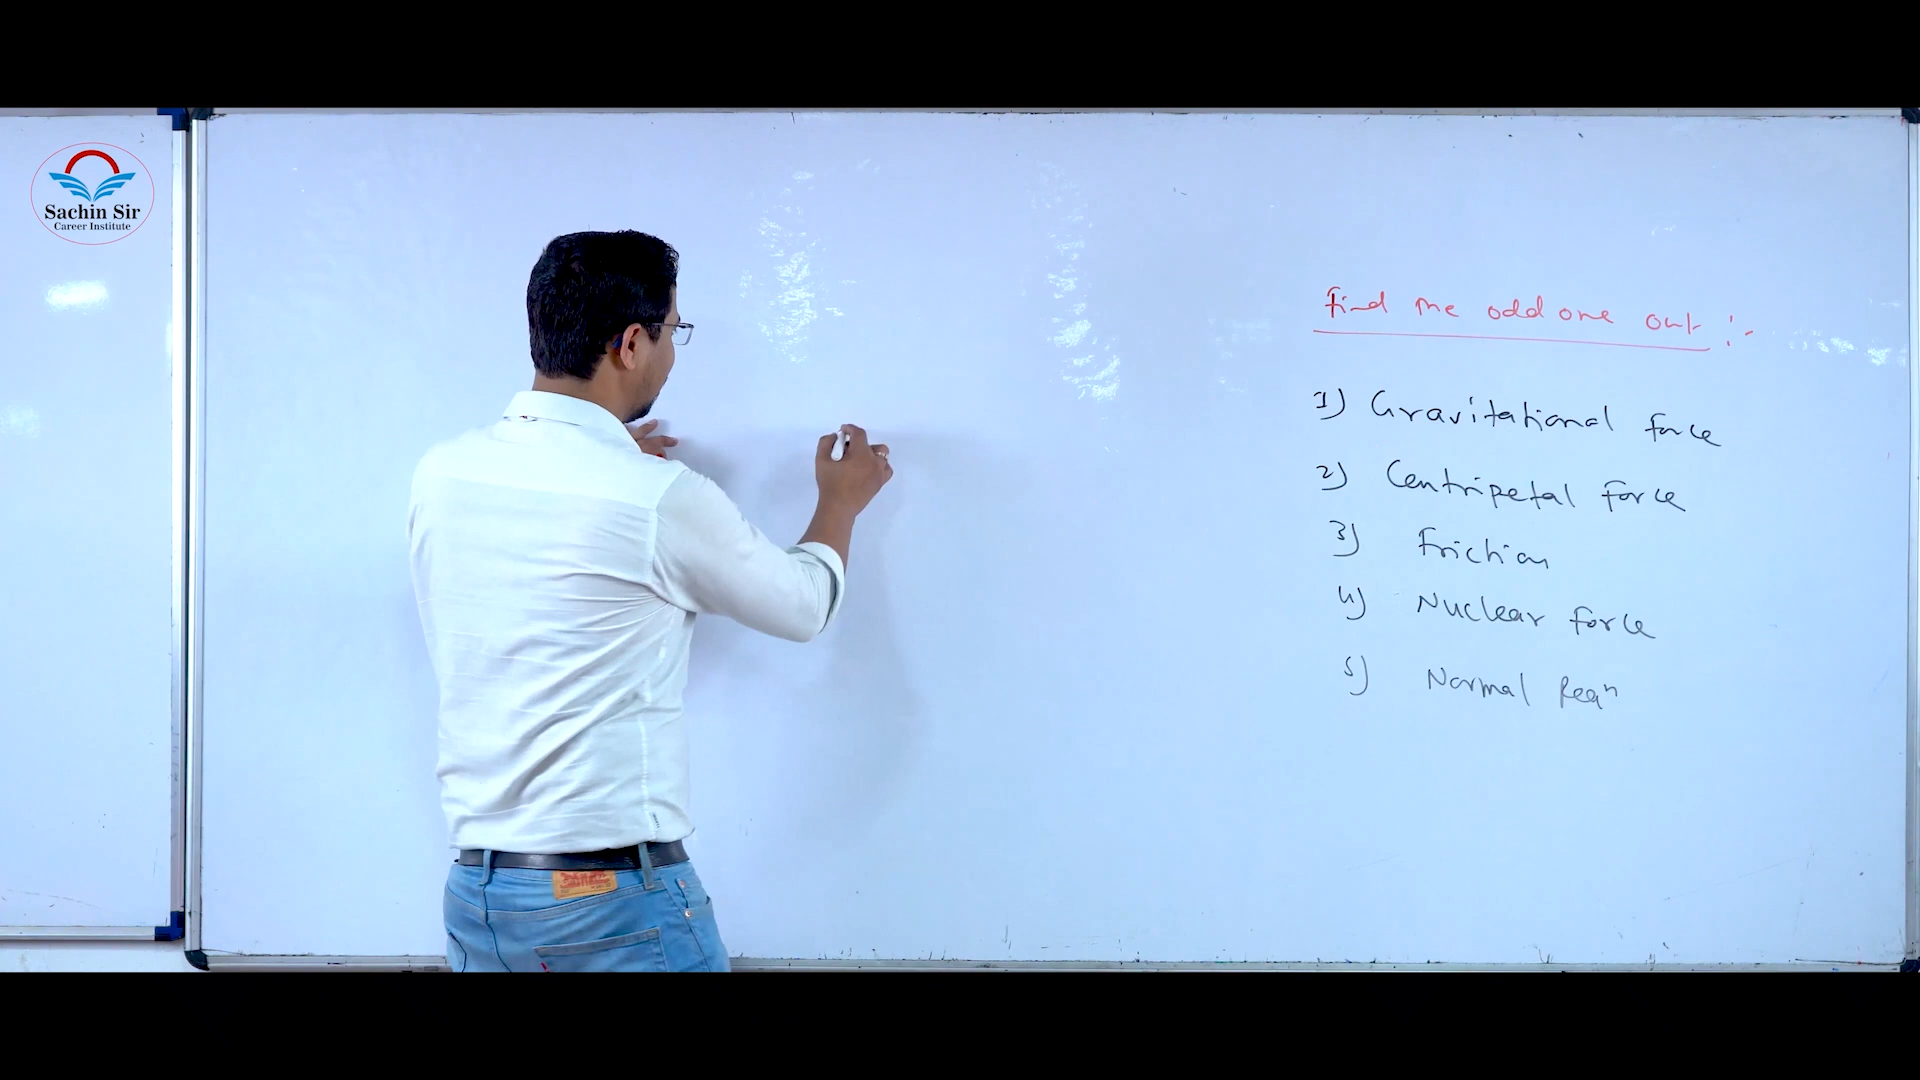 Sachin Sir
Career Institute
Find the odd one out :-
1) Gravitational force
2) Centripetal force
3) Friction
4) Nuclear force
5) Normal Reaⁿ